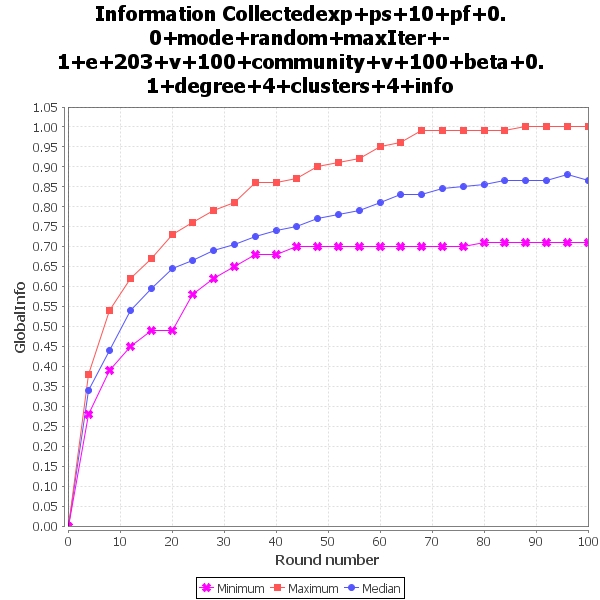 Information Collectedexp+ps+10+pf+0.
0+mode+random+maxIter+-
1+e+203+v+100+community+v+100+beta+0.
1+degree+4+clusters+4+info
1.05
1.00
0.95
0.90
0.85
0.80
0.75
0.70
0.65
0.60
0.55
0.50
0.45
0.40
0.35
0.30
0.25
0.20
0.15
0.10
0.05
0.00
GlobalInfo
0 10 20 30 40 50 60 70 80 90 100
Round number
Minimum Maximum Median